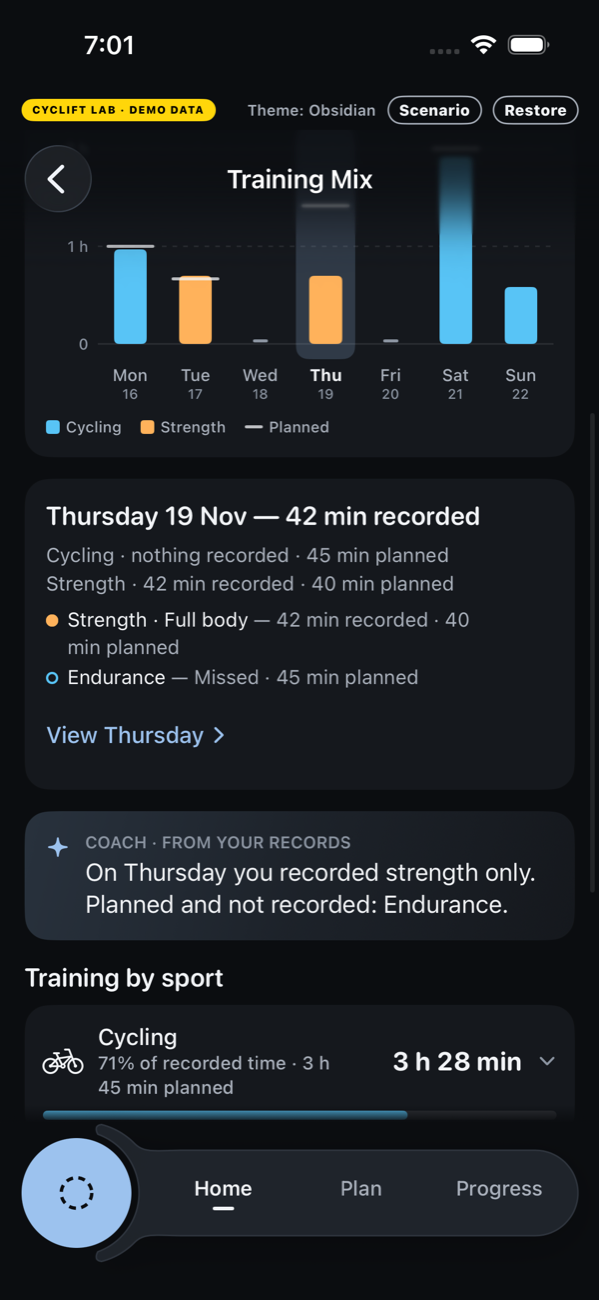 7:01
CYCLIFT LAB · DEMO DATA
Theme: Obsidian
Scenario
Restore
Training Mix
1 h
0
Mon Tue Wed Thu Fri Sat Sun
16 17 18 19 20 21 22
Cycling Strength Planned
Thursday 19 Nov — 42 min recorded
Cycling · nothing recorded · 45 min planned
Strength · 42 min recorded · 40 min planned
Strength · Full body — 42 min recorded · 40
min planned
Endurance — Missed · 45 min planned
View Thursday
COACH · FROM YOUR RECORDS
On Thursday you recorded strength only.
Planned and not recorded: Endurance.
Training by sport
Cycling
71% of recorded time · 3 h
45 min planned
3 h 28 min
Home Plan Progress